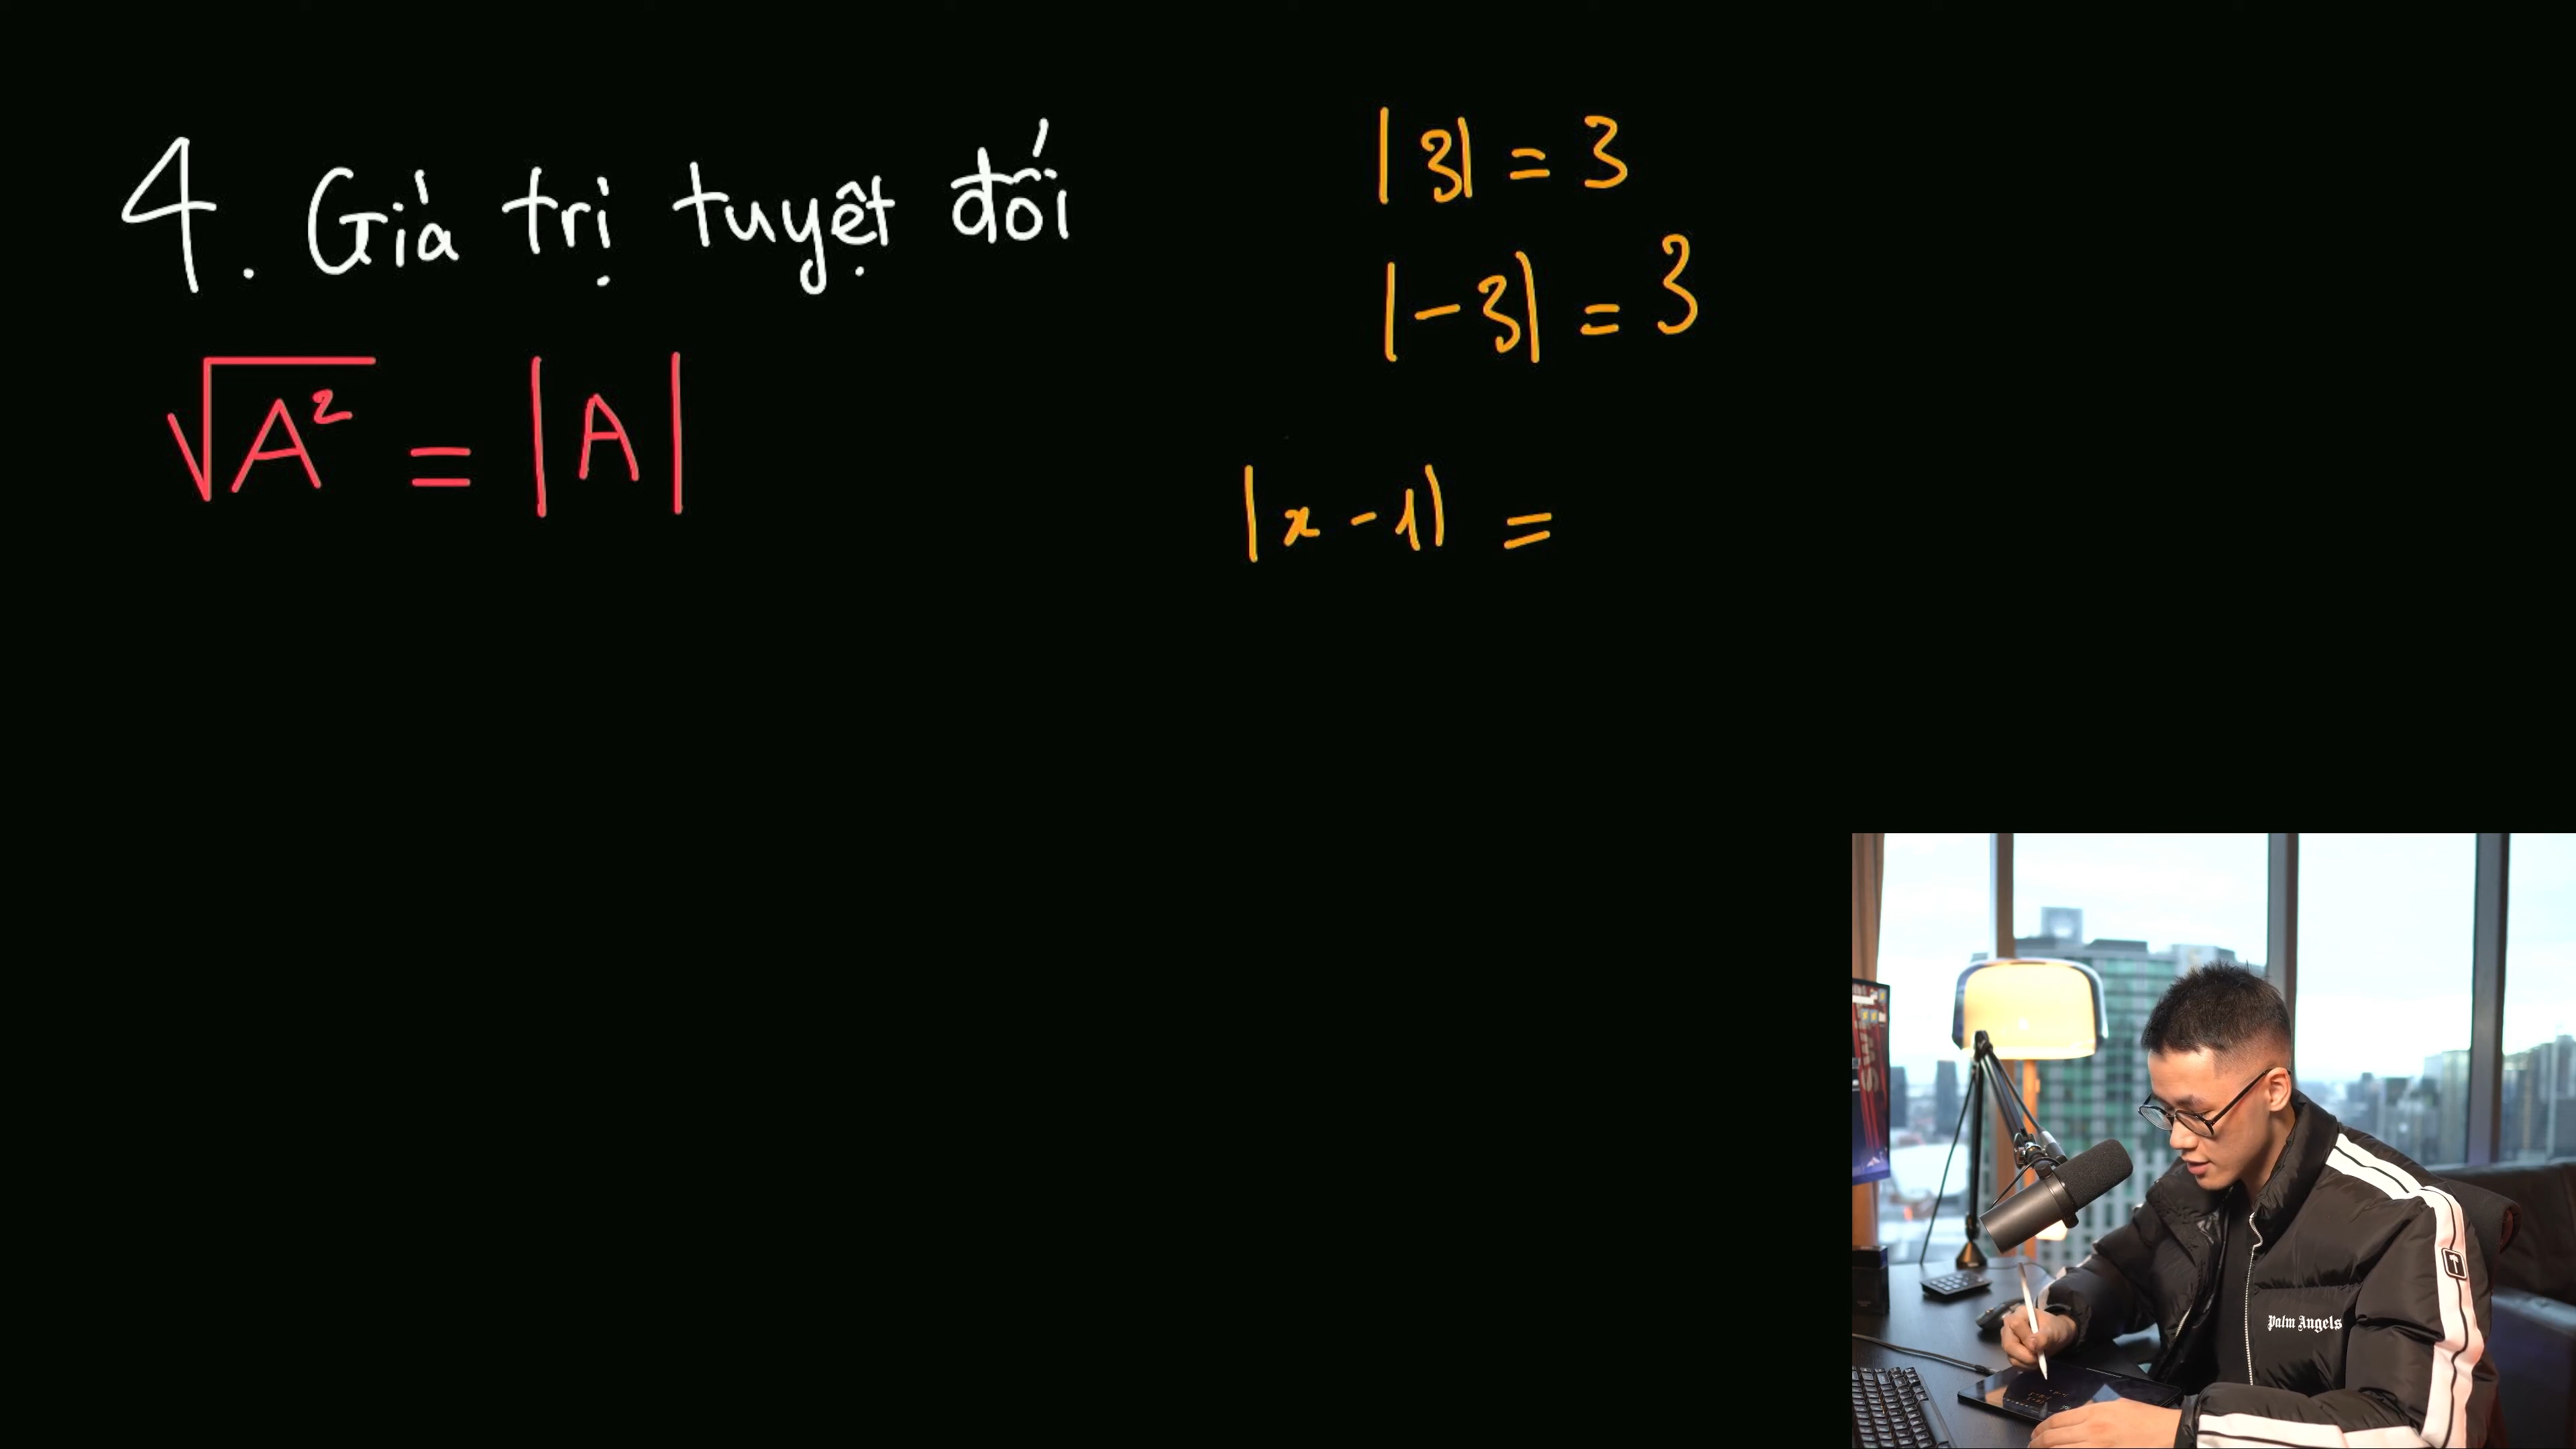 4. Giá trị tuyệt đối
√A² = |A|
|3| = 3
|-3| = 3
|x - 1| =
Palm Angels